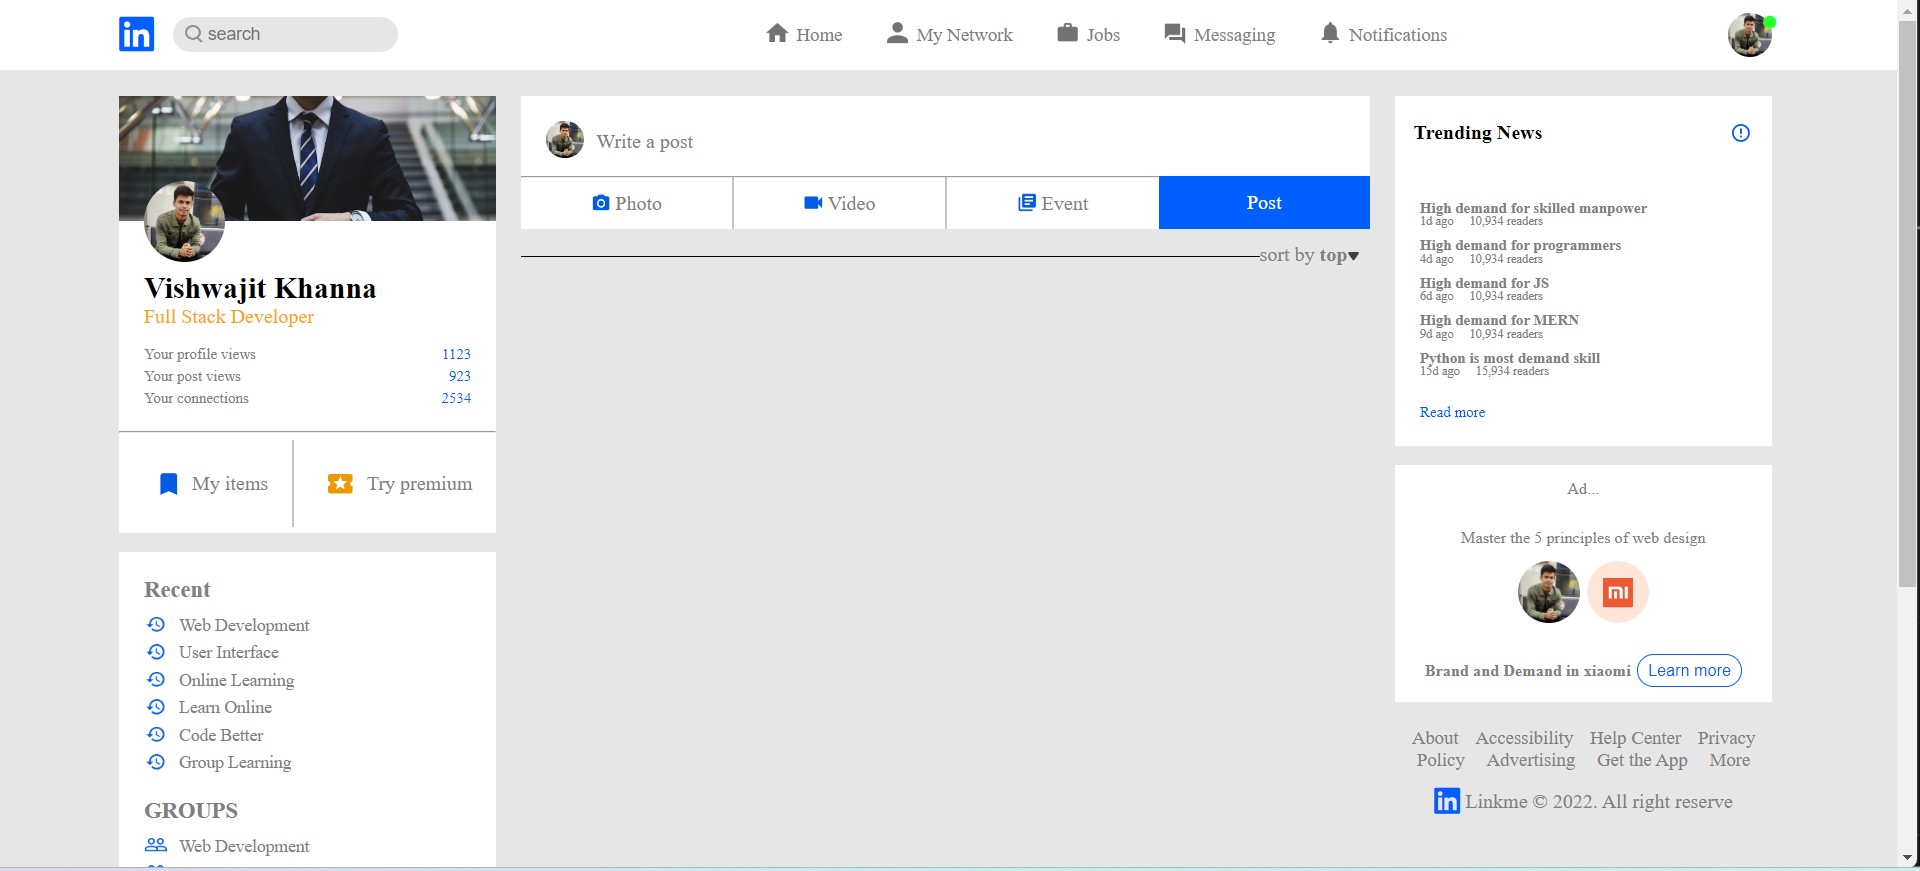 in
search
Home
My Network
Jobs
Messaging
Notifications
Vishwajit Khanna
Full Stack Developer
Your profile views 1123
Your post views 923
Your connections 2534
My items
Try premium
Recent
Web Development
User Interface
Online Learning
Learn Online
Code Better
Group Learning
GROUPS
Web Development
Write a post
Photo
Video
Event
Post
sort by top
Trending News
High demand for skilled manpower
1d ago 10,934 readers
High demand for programmers
4d ago 10,934 readers
High demand for JS
6d ago 10,934 readers
High demand for MERN
9d ago 10,934 readers
Python is most demand skill
15d ago 15,934 readers
Read more
Ad...
Master the 5 principles of web design
mi
Brand and Demand in xiaomi Learn more
About Accessibility Help Center Privacy
Policy Advertising Get the App More
in Linkme © 2022. All right reserve